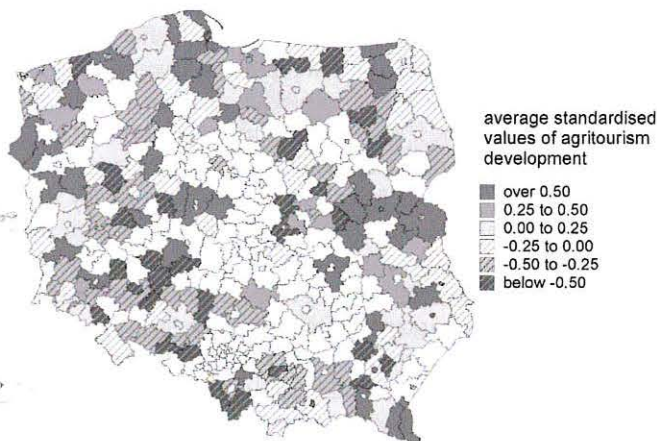 average standardised
values of agritourism
development
over 0.50
0.25 to 0.50
0.00 to 0.25
-0.25 to 0.00
-0.50 to -0.25
below -0.50